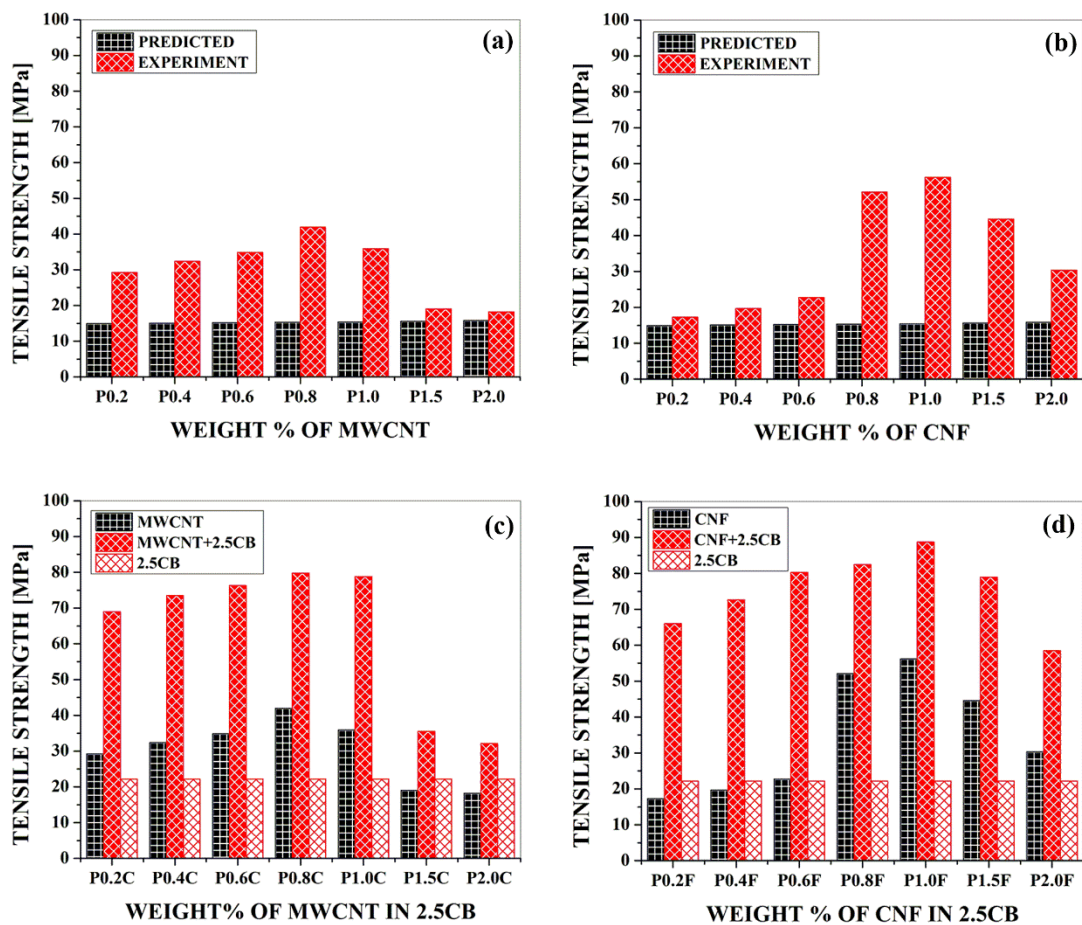 (a)
PREDICTED
EXPERIMENT
TENSILE STRENGTH [MPa]
100
90
80
70
60
50
40
30
20
10
0
P0.2 P0.4 P0.6 P0.8 P1.0 P1.5 P2.0
WEIGHT % OF MWCNT
(b)
PREDICTED
EXPERIMENT
TENSILE STRENGTH [MPa]
100
90
80
70
60
50
40
30
20
10
0
P0.2 P0.4 P0.6 P0.8 P1.0 P1.5 P2.0
WEIGHT % OF CNF
(c)
MWCNT
MWCNT+2.5CB
2.5CB
TENSILE STRENGTH [MPa]
100
90
80
70
60
50
40
30
20
10
0
P0.2C P0.4C P0.6C P0.8C P1.0C P1.5C P2.0C
WEIGHT% OF MWCNT IN 2.5CB
(d)
CNF
CNF+2.5CB
2.5CB
TENSILE STRENGTH [MPa]
100
90
80
70
60
50
40
30
20
10
0
P0.2F P0.4F P0.6F P0.8F P1.0F P1.5F P2.0F
WEIGHT % OF CNF IN 2.5CB